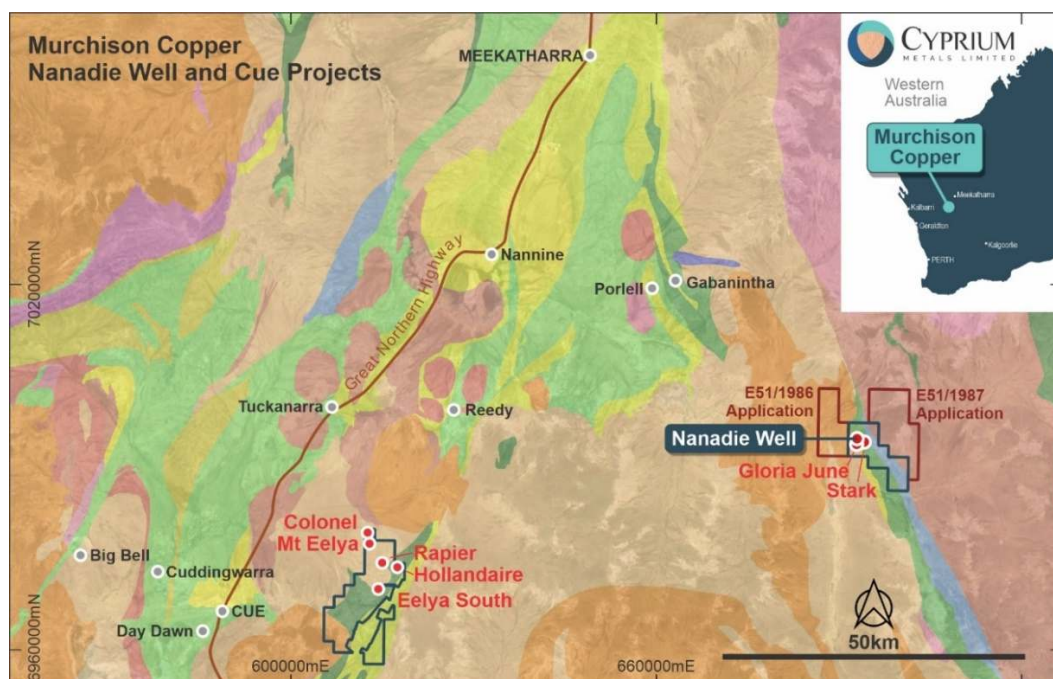 Murchison Copper
Nanadie Well and Cue Projects
MEEKATHARRA
CYPRIUM
METALS LIMITED
Western
Australia
Murchison
Copper
Meekatharra
Kalbarri
Geraldton
Kalgoorlie
PERTH
Great Northern Highway
Nannine
Porlell
Gabanintha
7020000mN
Tuckanarra
Reedy
E51/1986
Application
E51/1987
Application
Nanadie Well
Gloria June
Stark
Colonel
Mt Eelya
Rapier
Hollandaire
Eelya South
Big Bell
Cuddingwarra
CUE
Day Dawn
6960000mN
600000mE
660000mE
50km